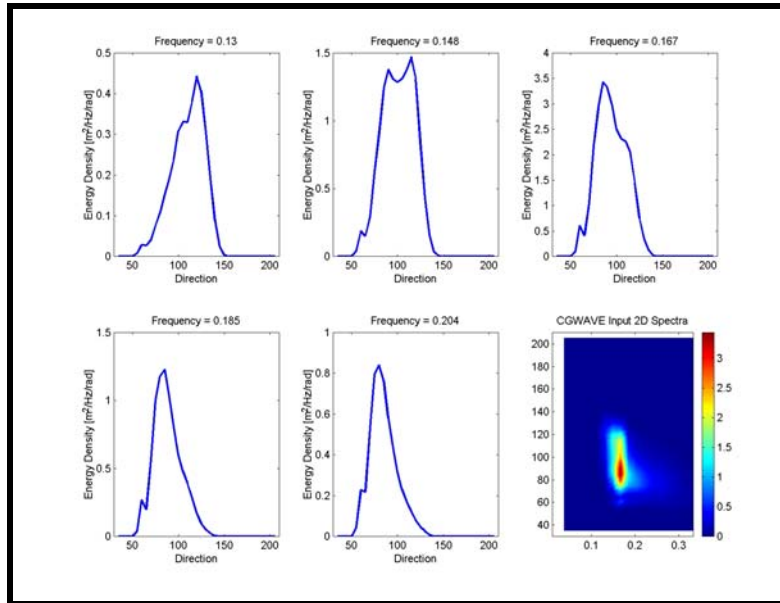 Frequency = 0.13
0.5
0.4
0.3
0.2
0.1
0
Energy Density [m²/Hz/rad]
50 100 150 200
Direction
Frequency = 0.148
1.5
1
0.5
0
Energy Density [m²/Hz/rad]
50 100 150 200
Direction
Frequency = 0.167
4
3.5
3
2.5
2
1.5
1
0.5
0
Energy Density [m²/Hz/rad]
50 100 150 200
Direction
Frequency = 0.185
1.5
1
0.5
0
Energy Density [m²/Hz/rad]
50 100 150 200
Direction
Frequency = 0.204
1
0.8
0.6
0.4
0.2
0
Energy Density [m²/Hz/rad]
50 100 150 200
Direction
CGWAVE Input 2D Spectra
200
180
160
140
120
100
80
60
40
0.1 0.2 0.3
3
2.5
2
1.5
1
0.5
0